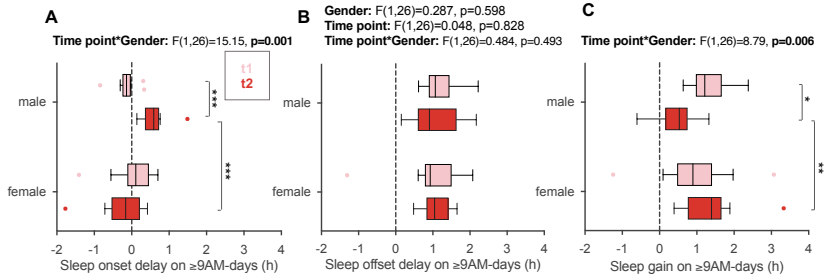 A
Time point*Gender: F(1,26)=15.15, p=0.001
t1
t2
male
female
***
***
-2 -1 0 1 2 3 4
Sleep onset delay on ≥9AM-days (h)
B
Gender: F(1,26)=0.287, p=0.598
Time point: F(1,26)=0.048, p=0.828
Time point*Gender: F(1,26)=0.484, p=0.493
male
female
-2 -1 0 1 2 3 4
Sleep offset delay on ≥9AM-days (h)
C
Time point*Gender: F(1,26)=8.79, p=0.006
male
female
*
**
-2 -1 0 1 2 3 4
Sleep gain on ≥9AM-days (h)